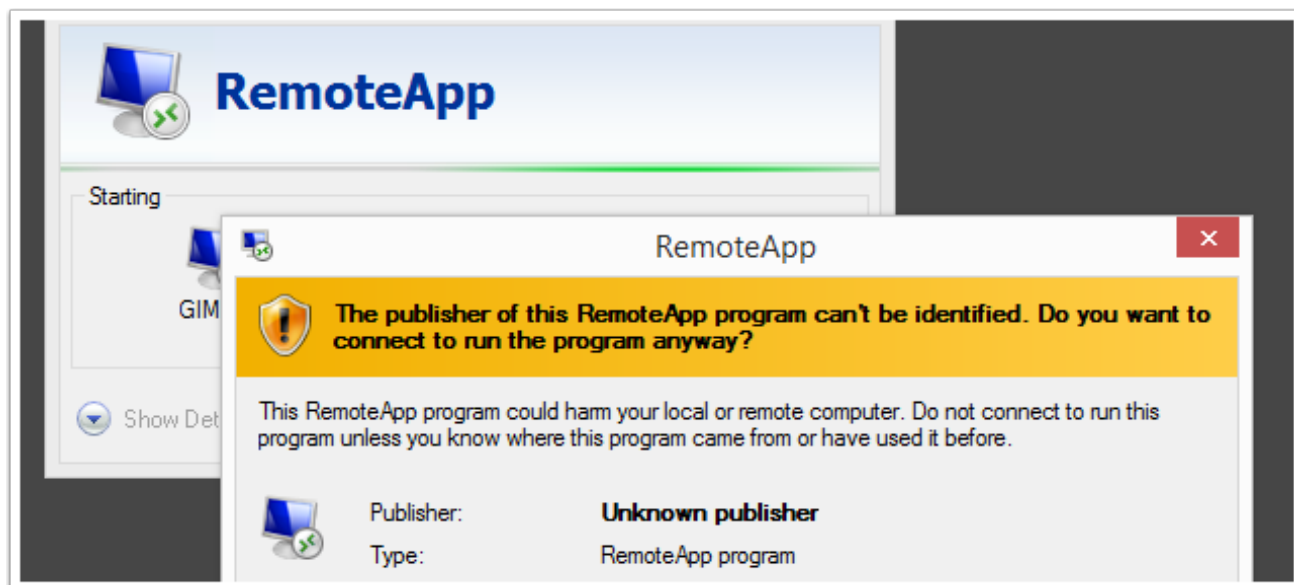 RemoteApp
Starting
RemoteApp
GIM
The publisher of this RemoteApp program can't be identified. Do you want to
connect to run the program anyway?
Show Det
This RemoteApp program could harm your local or remote computer. Do not connect to run this
program unless you know where this program came from or have used it before.
Publisher: Unknown publisher
Type: RemoteApp program